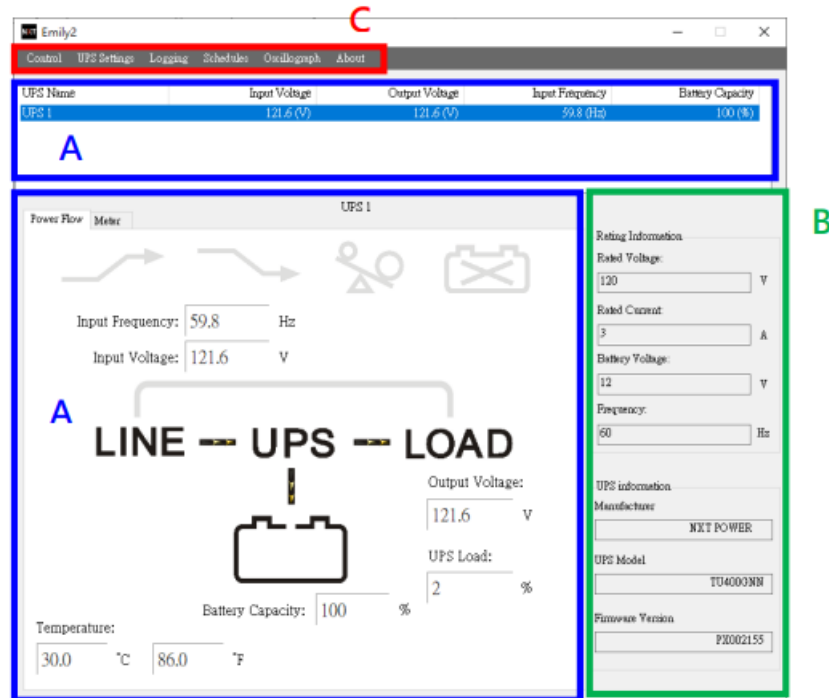 C
NXT Emily2
Control UPS Settings Logging Schedules Oscillograph About
UPS Name Input Voltage Output Voltage Input Frequency Battery Capacity
UPS 1 121.6 (V) 121.6 (V) 59.8 (Hz) 100 (%)
A
B
UPS 1
Power Flow Meter
Input Frequency: 59.8 Hz
Input Voltage: 121.6 V
A
LINE UPS LOAD
Output Voltage:
121.6 V
UPS Load:
2 %
Battery Capacity: 100 %
Temperature:
30.0 °C 86.0 °F
Rating Information
Rated Voltage:
120 V
Rated Current:
3 A
Battery Voltage:
12 V
Frequency:
60 Hz
UPS information
Manufacturer
NXT POWER
UPS Model
TU400GNN
Firmware Version
PX002155